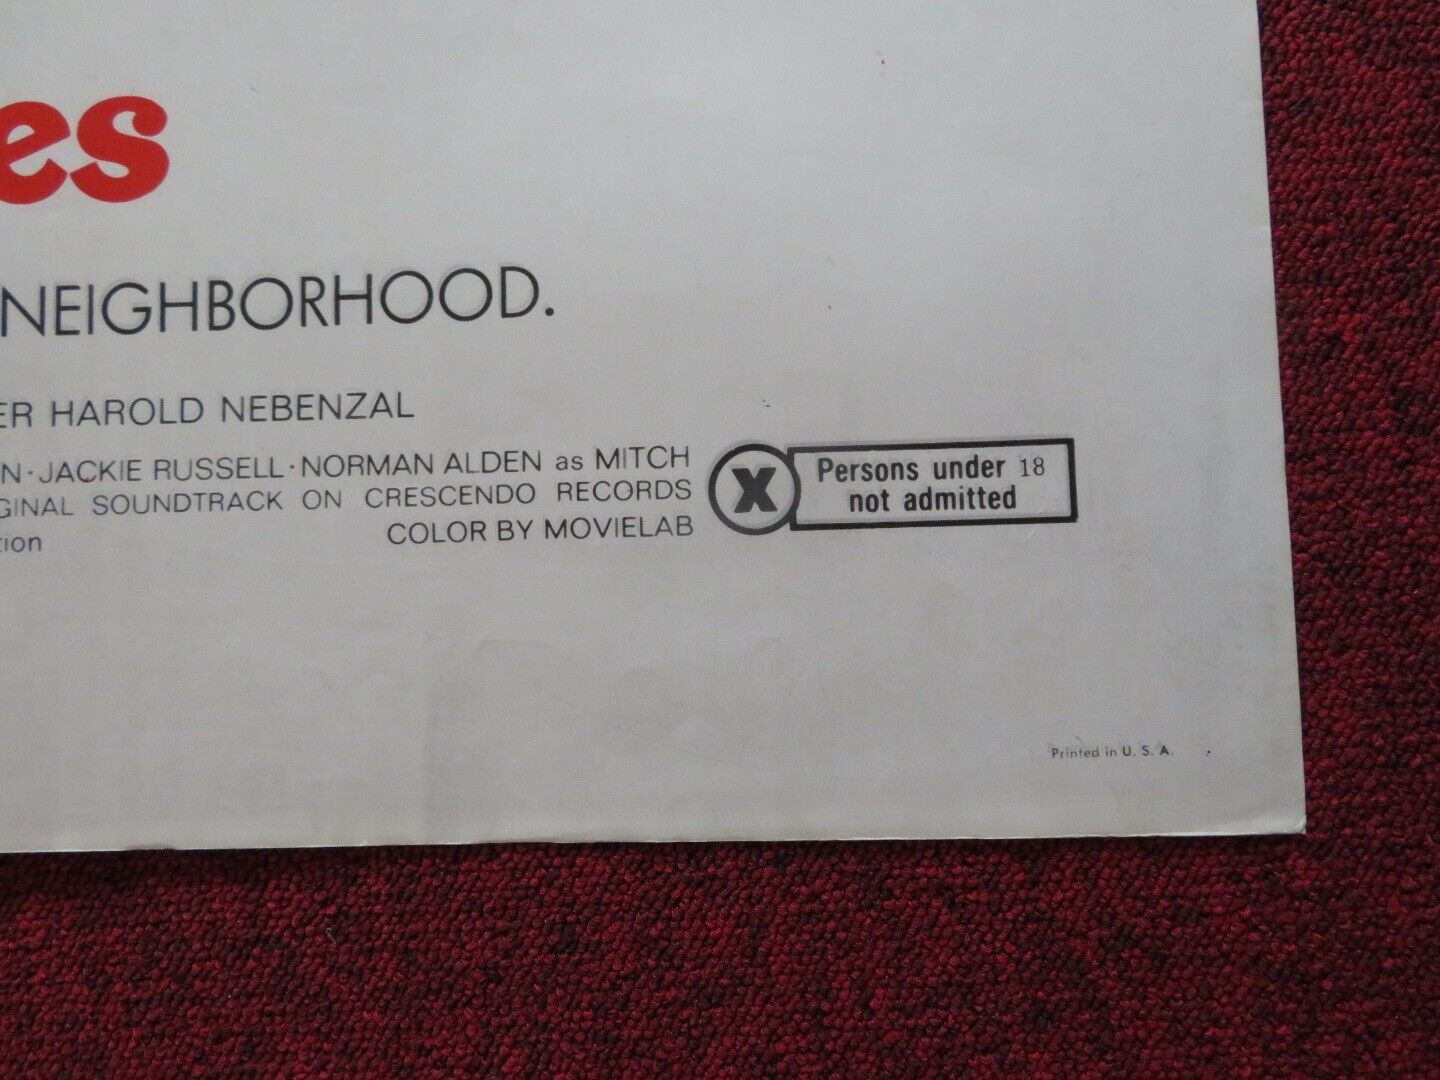 es
NEIGHBORHOOD.
ER HAROLD NEBENZAL
N · JACKIE RUSSELL · NORMAN ALDEN as MITCH
GINAL SOUNDTRACK ON CRESCENDO RECORDS
COLOR BY MOVIELAB
tion
X Persons under 18
not admitted
Printed in U. S. A.